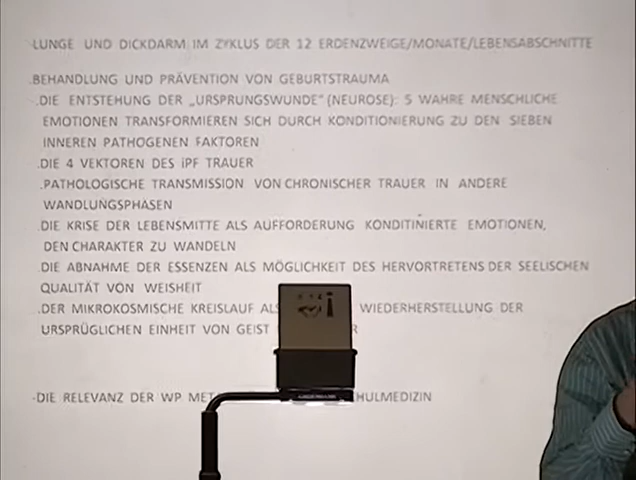 .LUNGE UND DICKDARM IM ZYKLUS DER 12 ERDENZWEIGE/MONATE/LEBENSABSCHNITTE
.BEHANDLUNG UND PRÄVENTION VON GEBURTSTRAUMA
.DIE ENTSTEHUNG DER „URSPRUNGSWUNDE" (NEUROSE): 5 WAHRE MENSCHLICHE
EMOTIONEN TRANSFORMIEREN SICH DURCH KONDITIONIERUNG ZU DEN SIEBEN
INNEREN PATHOGENEN FAKTOREN
.DIE 4 VEKTOREN DES iPF TRAUER
.PATHOLOGISCHE TRANSMISSION VON CHRONISCHER TRAUER IN ANDERE
WANDLUNGSPHASEN
.DIE KRISE DER LEBENSMITTE ALS AUFFORDERUNG KONDITINIERTE EMOTIONEN,
DEN CHARAKTER ZU WANDELN
.DIE ABNAHME DER ESSENZEN ALS MÖGLICHKEIT DES HERVORTRETENS DER SEELISCHEN
QUALITÄT VON WEISHEIT
.DER MIKROKOSMISCHE KREISLAUF WIEDERHERSTELLUNG DER
URSPRÜGLICHEN EINHEIT VON GEIST
.DIE RELEVANZ DER WP